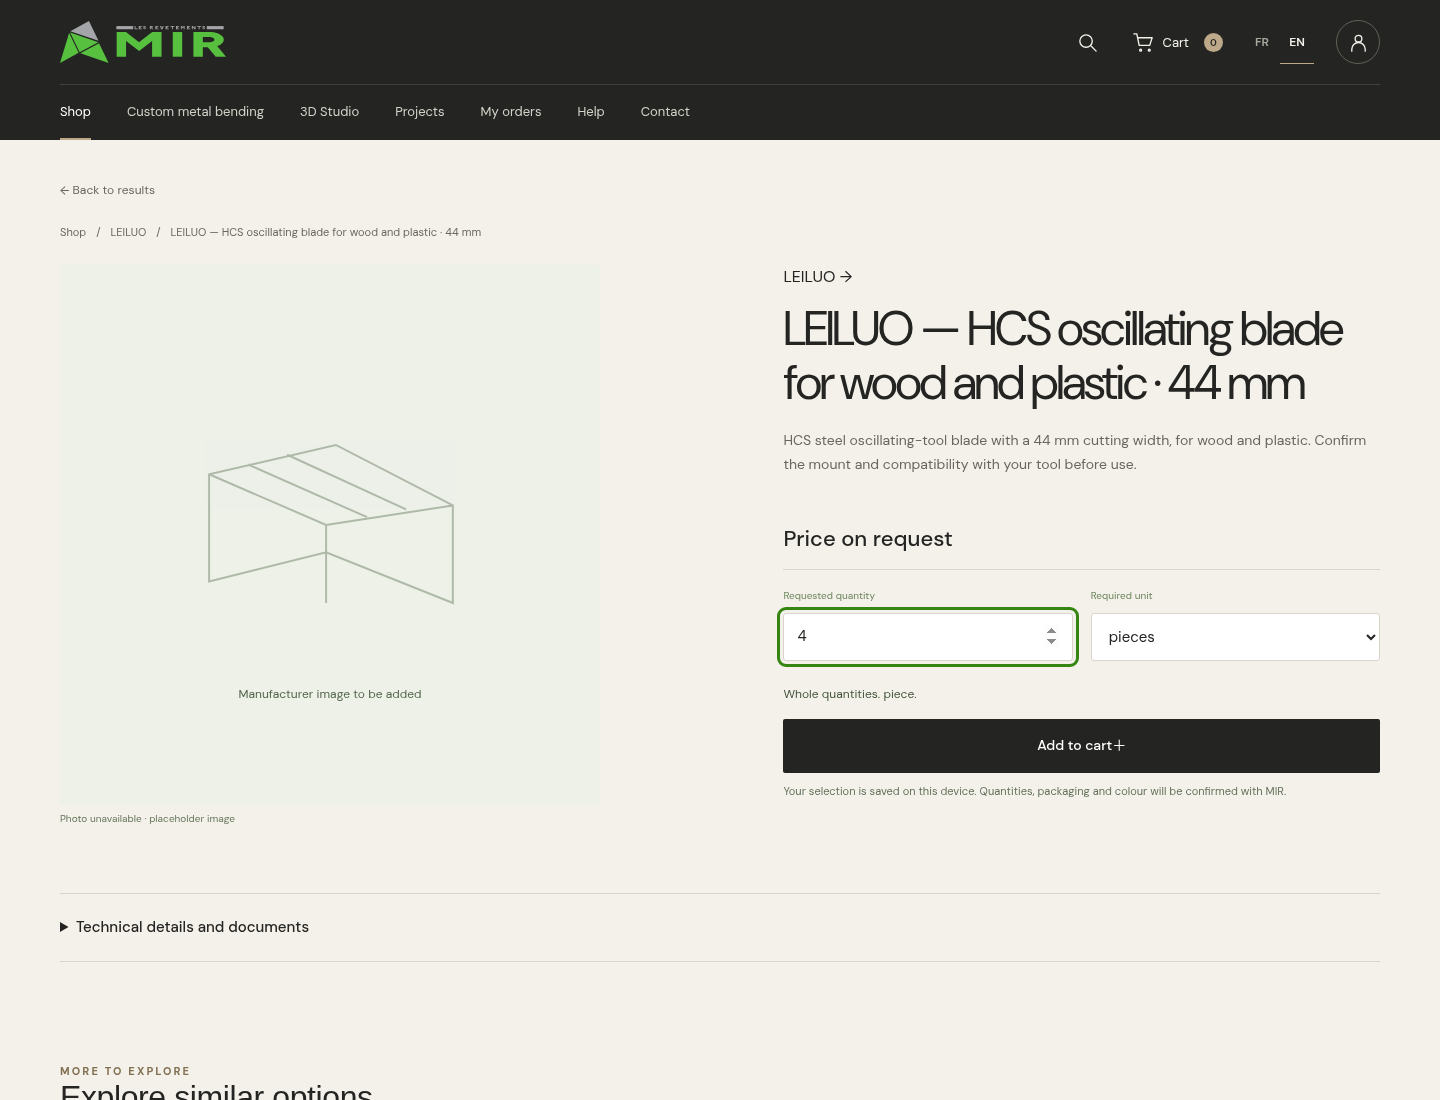 LES REVETEMENTS
MIR
Cart 0 FR EN
Shop Custom metal bending 3D Studio Projects My orders Help Contact
← Back to results
Shop / LEILUO / LEILUO — HCS oscillating blade for wood and plastic · 44 mm
LEILUO →
LEILUO — HCS oscillating blade
for wood and plastic · 44 mm
HCS steel oscillating-tool blade with a 44 mm cutting width, for wood and plastic. Confirm
the mount and compatibility with your tool before use.
Price on request
Requested quantity Required unit
4 pieces
Manufacturer image to be added
Whole quantities. piece.
Add to cart+
Your selection is saved on this device. Quantities, packaging and colour will be confirmed with MIR.
Photo unavailable · placeholder image
Technical details and documents
MORE TO EXPLORE
Explore similar options